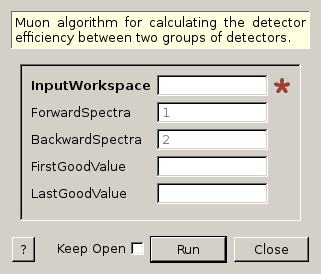 Muon algorithm for calculating the detector
efficiency between two groups of detectors.
InputWorkspace *
ForwardSpectra 1
BackwardSpectra 2
FirstGoodValue
LastGoodValue
? Keep Open Run Close